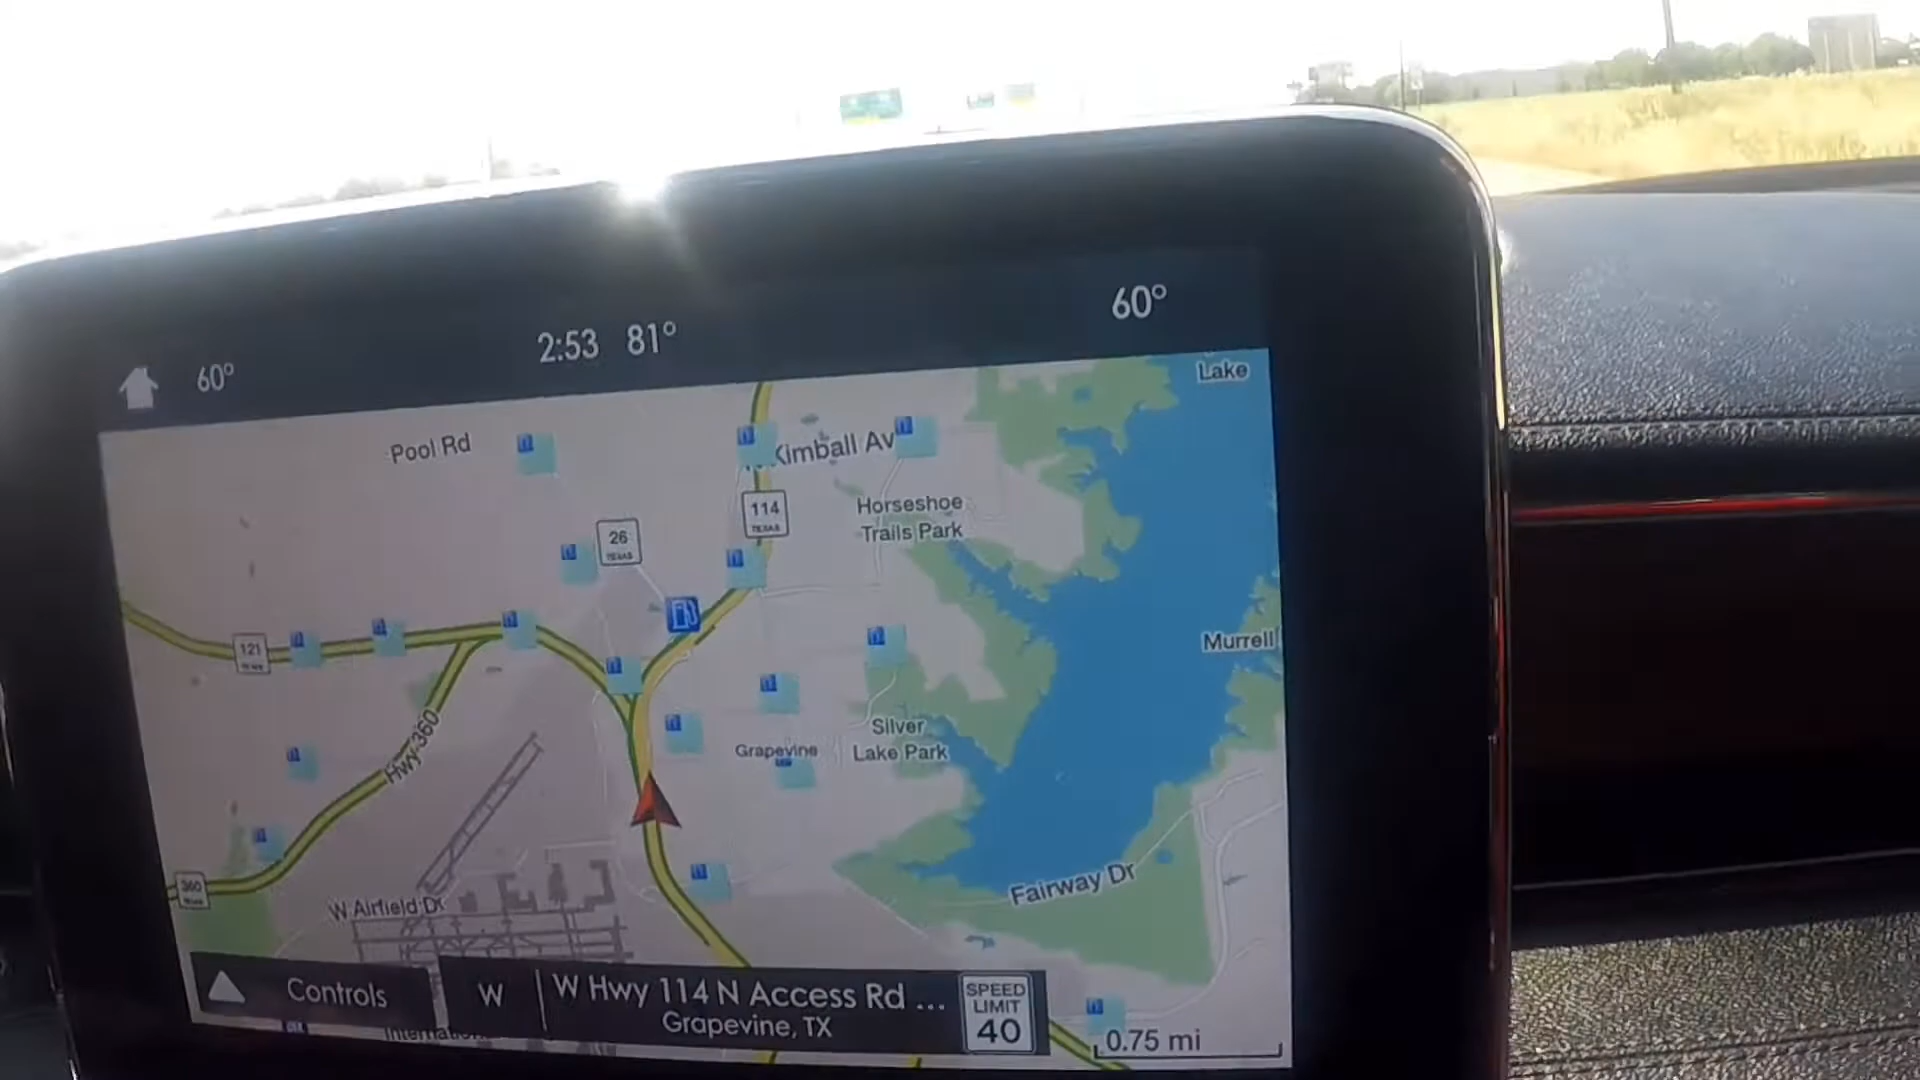 60°
2:53 81°
60°
Lake
Pool Rd
Kimball Av
114
TEXAS
Horseshoe
Trails Park
26
TEXAS
121
Murrell
Hwy 360
Grapevine
Silver
Lake Park
360
W Airfield Dr
Fairway Dr
Controls
W
W Hwy 114 N Access Rd ...
Grapevine, TX
SPEED
LIMIT
40
0.75 mi